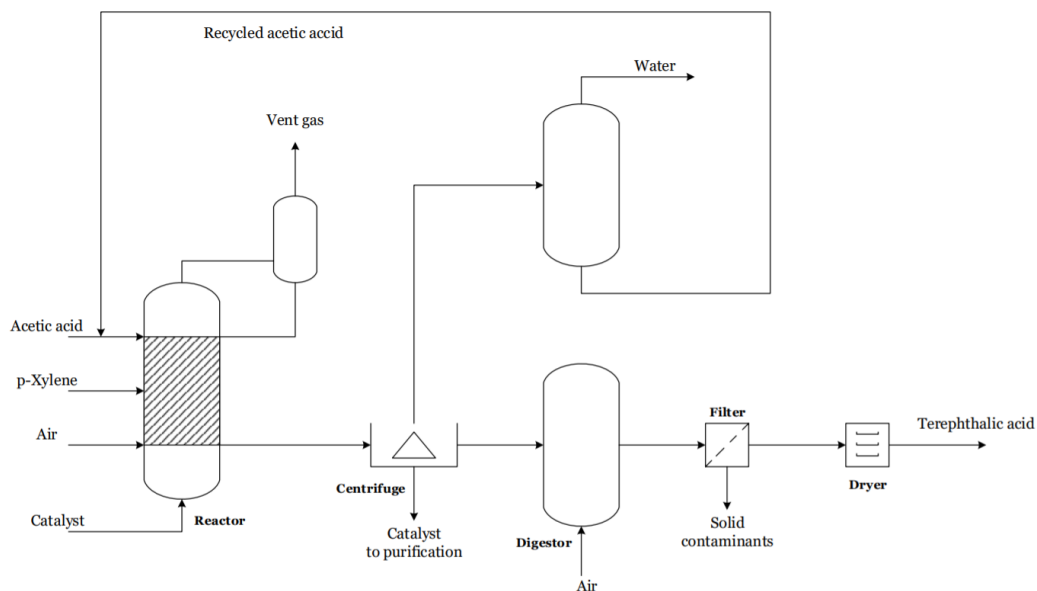 Recycled acetic accid
Water
Vent gas
Acetic acid
p-Xylene
Air
Catalyst
Reactor
Centrifuge
Catalyst
to purification
Digestor
Air
Filter
Solid
contaminants
Dryer
Terephthalic acid